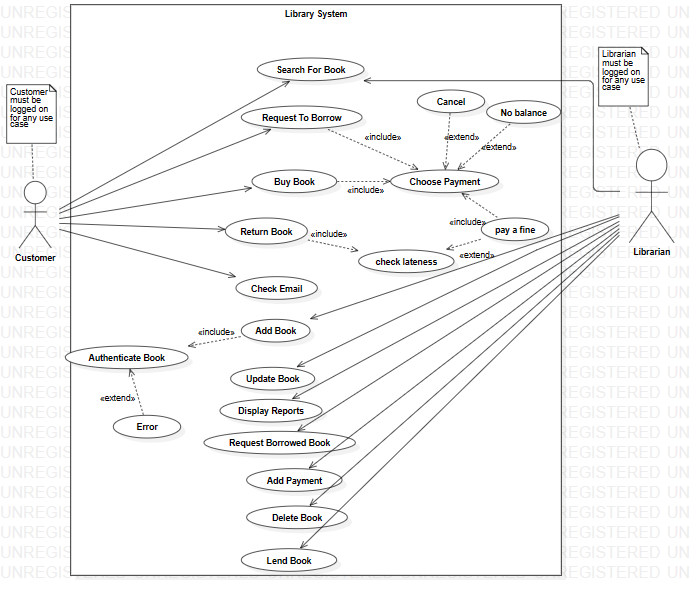 Library System
Search For Book
Librarian
must be
logged on
for any use
case
Customer
must be
logged on
for any use
case
Cancel
Request To Borrow
No balance
«include»
«extend»
«extend»
Buy Book
«include»
Choose Payment
Return Book
«include»
«include»
pay a fine
Customer
Librarian
check lateness
«extend»
Check Email
Add Book
«include»
Authenticate Book
Update Book
«extend»
Display Reports
Error
Request Borrowed Book
Add Payment
Delete Book
Lend Book
UNREGISTERED